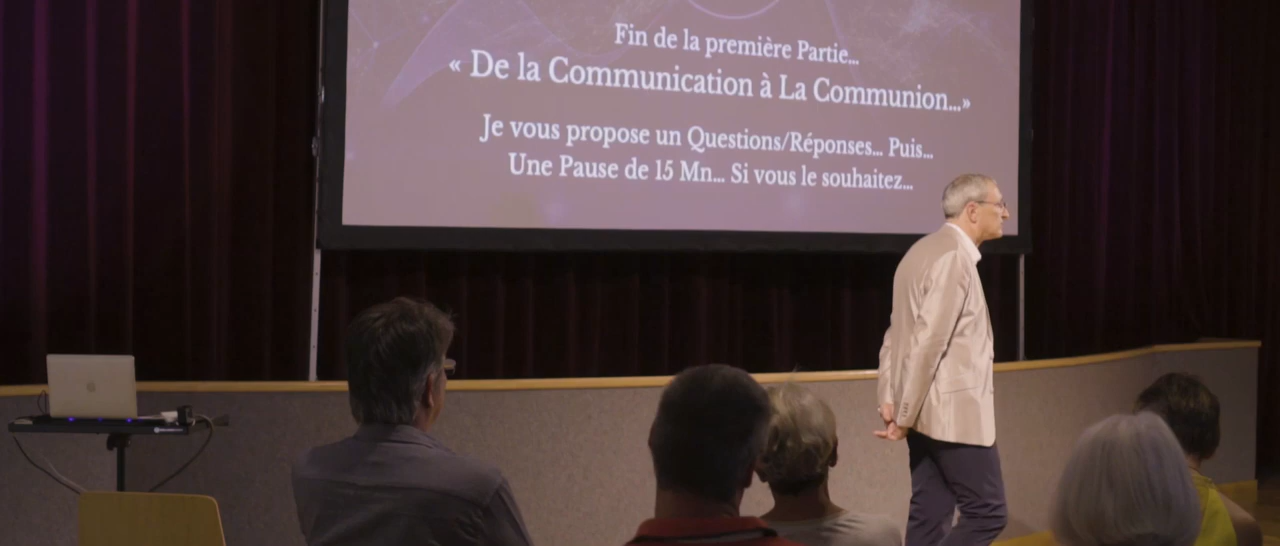 Fin de la première Partie...
« De la Communication à La Communion...»
Je vous propose un Questions/Réponses... Puis...
Une Pause de 15 Mn... Si vous le souhaitez...